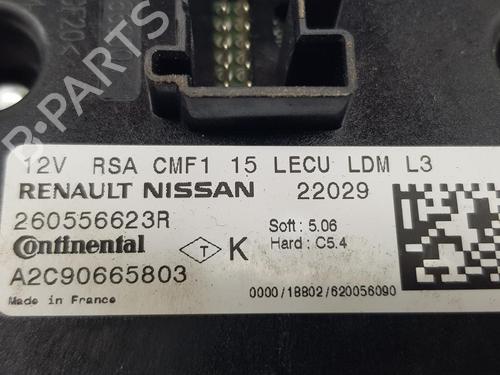 B-PARTS
12V RSA CMF1 15 LECU LDM L3
RENAULT NISSAN 22029
260556623R
Soft : 5.06
Continental T K
Hard : C5.4
A2C90665803
Made in France
0000/18802/620056090